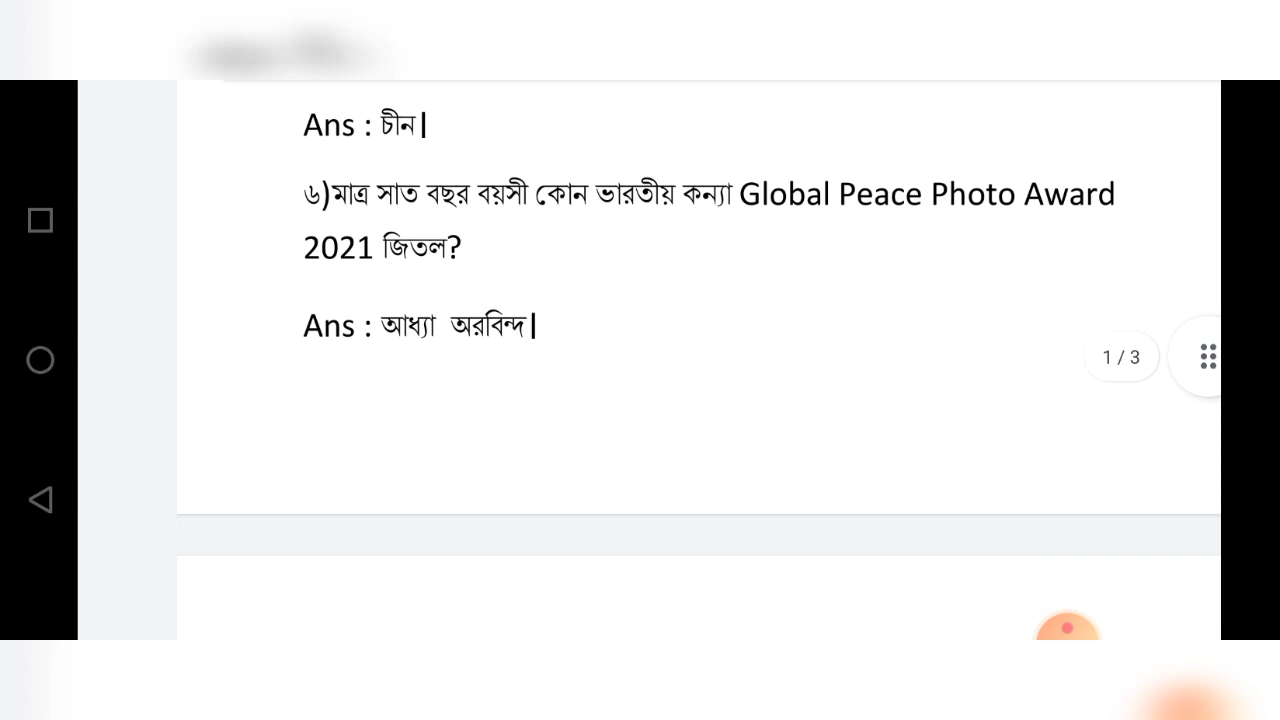 Ans : চীন|
৬)মাত্র সাত বছর বয়সী কোন ভারতীয় কন্যা Global Peace Photo Award
2021 জিতল?
Ans : আধ্যা অরবিন্দ|
1 / 3